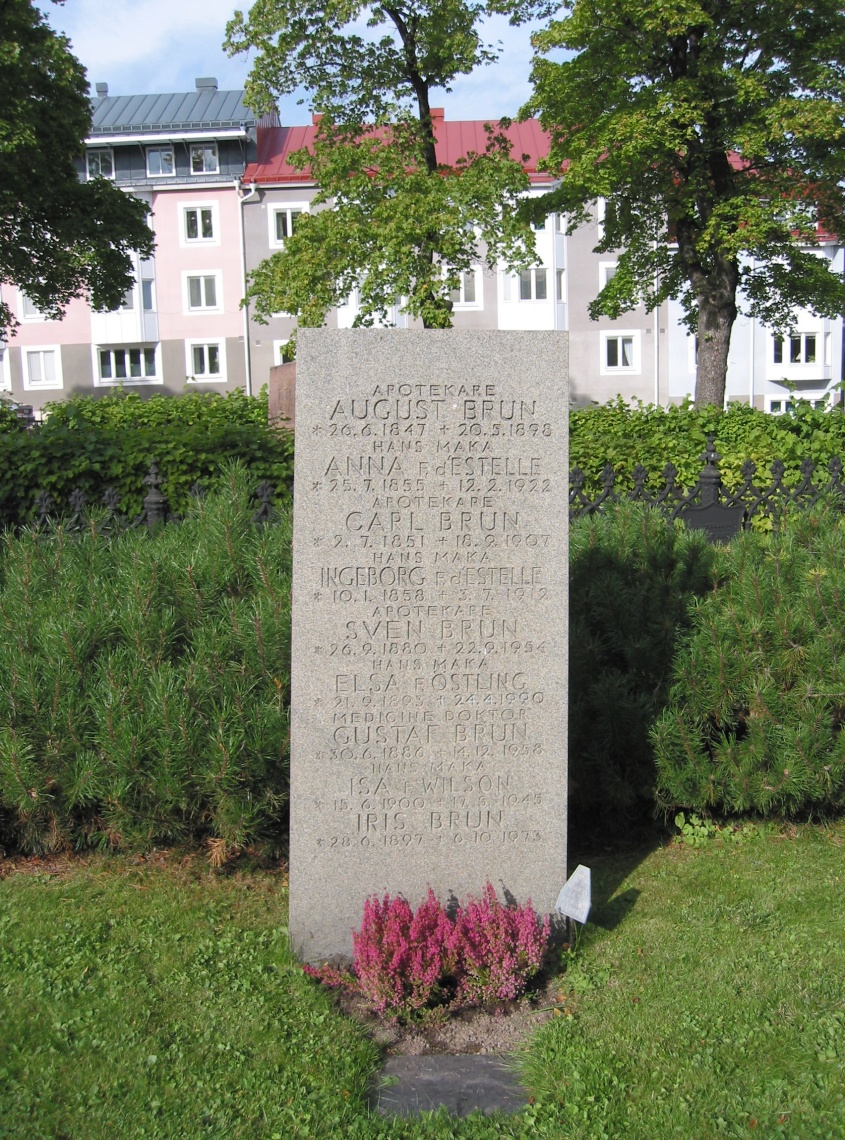 APOTEKARE
AUGUST BRUN
* 26.6.1847 + 20.5.1898
HANS MAKA
ANNA F. d'ESTELLE
* 25.7.1855 + 12.2.1922
APOTEKARE
CARL BRUN
* 2.7.1851 + 18.9.1907
HANS MAKA
INGEBORG F. d'ESTELLE
* 10.1.1858 + 3.7.1912
APOTEKARE
SVEN BRUN
* 26.9.1880 + 22.9.1954
HANS MAKA
ELSA F. ÖSTLING
* 21.9.1893 + 24.4.1990
MEDICINE DOKTOR
GUSTAF BRUN
* 30.6.1886 + 14.12.1958
HANS MAKA
ISA F. WILSON
* 15.6.1900 + 17.5.1945
IRIS BRUN
* 28.6.1897 + 6.10.1973